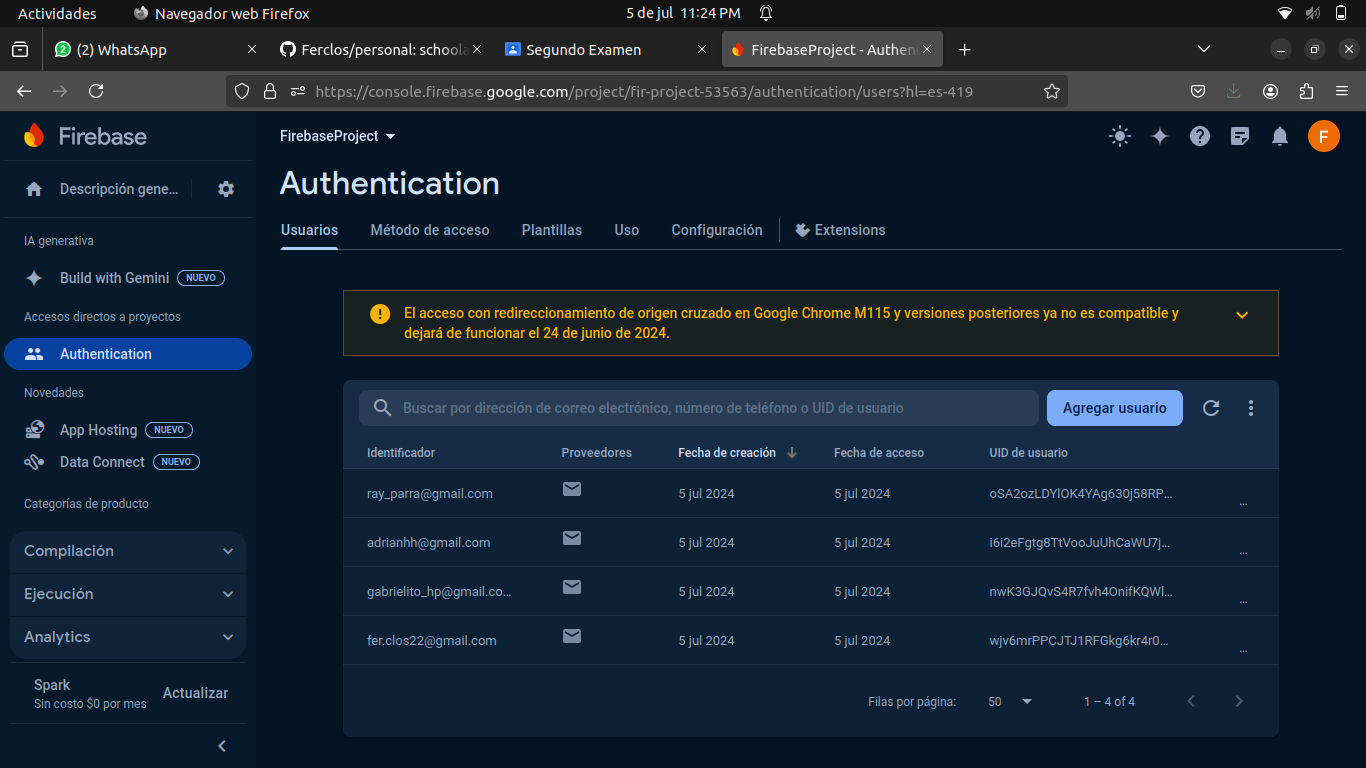 Actividades
Navegador web Firefox
5 de jul 11:24 PM
2
(2) WhatsApp
Ferclos/personal: schoola
Segundo Examen
FirebaseProject - Authen
https://console.firebase.google.com/project/fir-project-53563/authentication/users?hl=es-419
Firebase
FirebaseProject
F
Descripción gene...
Authentication
Usuarios
Método de acceso
Plantillas
Uso
Configuración
Extensions
IA generativa
Build with Gemini
NUEVO
Accesos directos a proyectos
Authentication
Novedades
App Hosting
NUEVO
Data Connect
NUEVO
Categorías de producto
Compilación
Ejecución
Analytics
Spark
Sin costo $0 por mes
Actualizar
El acceso con redireccionamiento de origen cruzado en Google Chrome M115 y versiones posteriores ya no es compatible y
dejará de funcionar el 24 de junio de 2024.
Buscar por dirección de correo electrónico, número de teléfono o UID de usuario
Agregar usuario
Identificador Proveedores Fecha de creación Fecha de acceso UID de usuario
ray_parra@gmail.com 5 jul 2024 5 jul 2024 oSA2ozLDYlOK4YAg630j58RP... ...
adrianhh@gmail.com 5 jul 2024 5 jul 2024 i6i2eFgtg8TtVooJuUhCaWU7j... ...
gabrielito_hp@gmail.co... 5 jul 2024 5 jul 2024 nwK3GJQvS4R7fvh4OnifKQWl... ...
fer.clos22@gmail.com 5 jul 2024 5 jul 2024 wjv6mrPPCJTJ1RFGkg6kr4r0... ...
Filas por página: 50 1 – 4 of 4